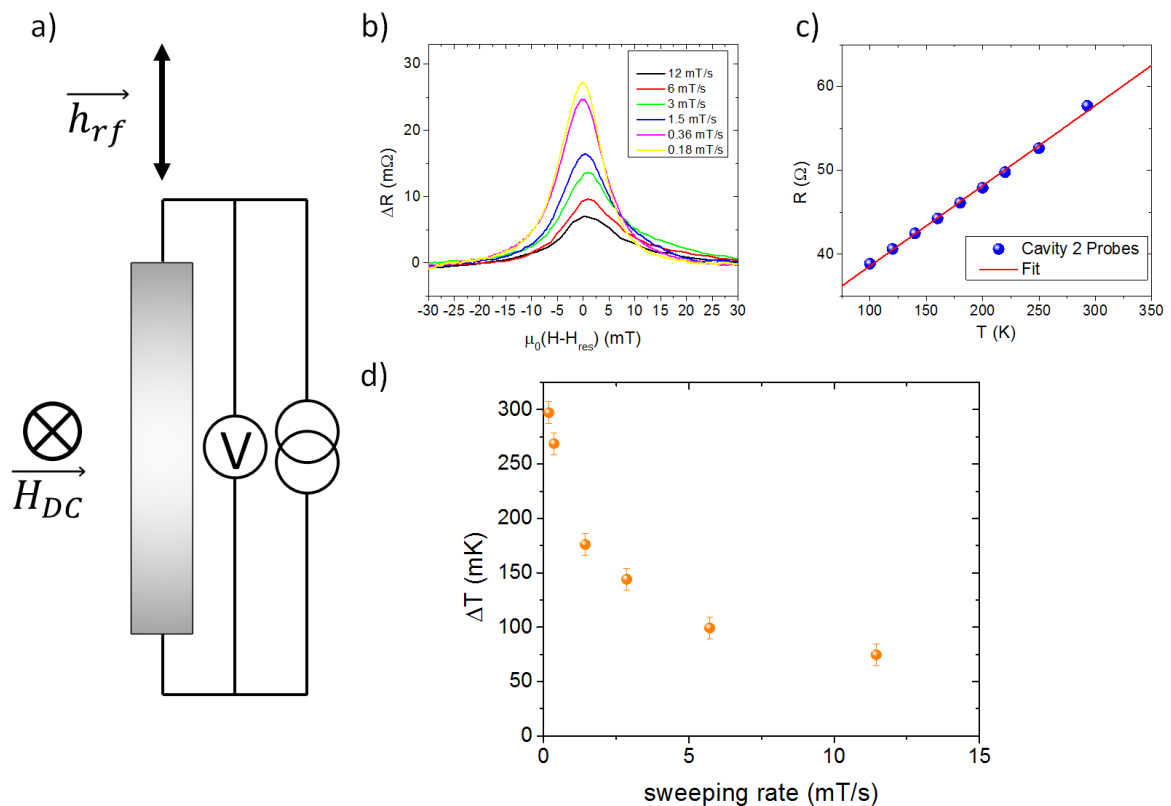 a)
h_rf
H_DC
V
b)
ΔR (mΩ)
30
20
10
0
12 mT/s
6 mT/s
3 mT/s
1.5 mT/s
0.36 mT/s
0.18 mT/s
-30 -25 -20 -15 -10 -5 0 5 10 15 20 25 30
μ0(H-Hres) (mT)
c)
R (Ω)
60
50
40
Cavity 2 Probes
Fit
100 150 200 250 300 350
T (K)
d)
ΔT (mK)
300
250
200
150
100
50
0
0 5 10 15
sweeping rate (mT/s)